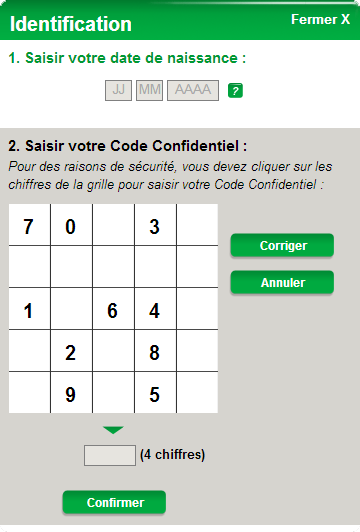 Identification
Fermer X
1. Saisir votre date de naissance :
JJ MM AAAA ?
2. Saisir votre Code Confidentiel :
Pour des raisons de sécurité, vous devez cliquer sur les
chiffres de la grille pour saisir votre Code Confidentiel :
7 0 3
Corriger
Annuler
1 6 4
2 8
9 5
(4 chiffres)
Confirmer